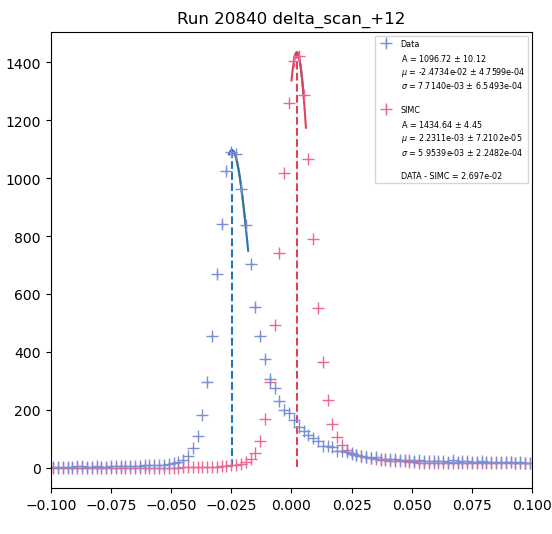 Run 20840 delta_scan_+12
Data
A = 1096.72 ± 10.12
μ = -2.4734e-02 ± 4.7599e-04
σ = 7.7140e-03 ± 6.5493e-04
SIMC
A = 1434.64 ± 4.45
μ = 2.2311e-03 ± 7.2102e-05
σ = 5.9539e-03 ± 2.2482e-04
DATA - SIMC = 2.697e-02
1400
1200
1000
800
600
400
200
0
−0.100 −0.075 −0.050 −0.025 0.000 0.025 0.050 0.075 0.100